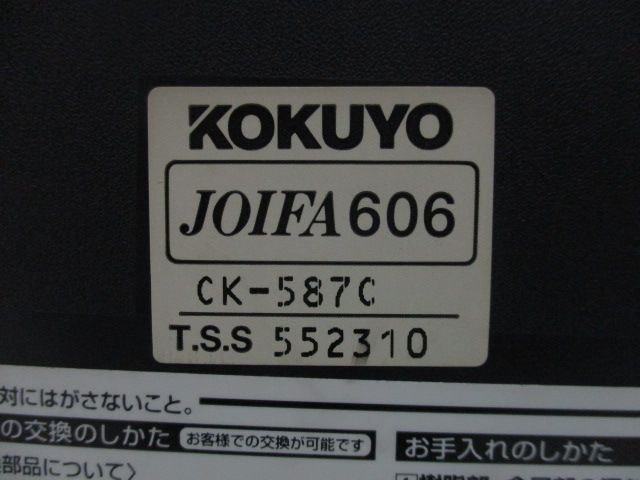 KOKUYO
JOIFA606
CK-587C
T.S.S 552310
対にはがさないこと。
の交換のしかた お客様での交換が可能です
お手入れのしかた
部品について〉